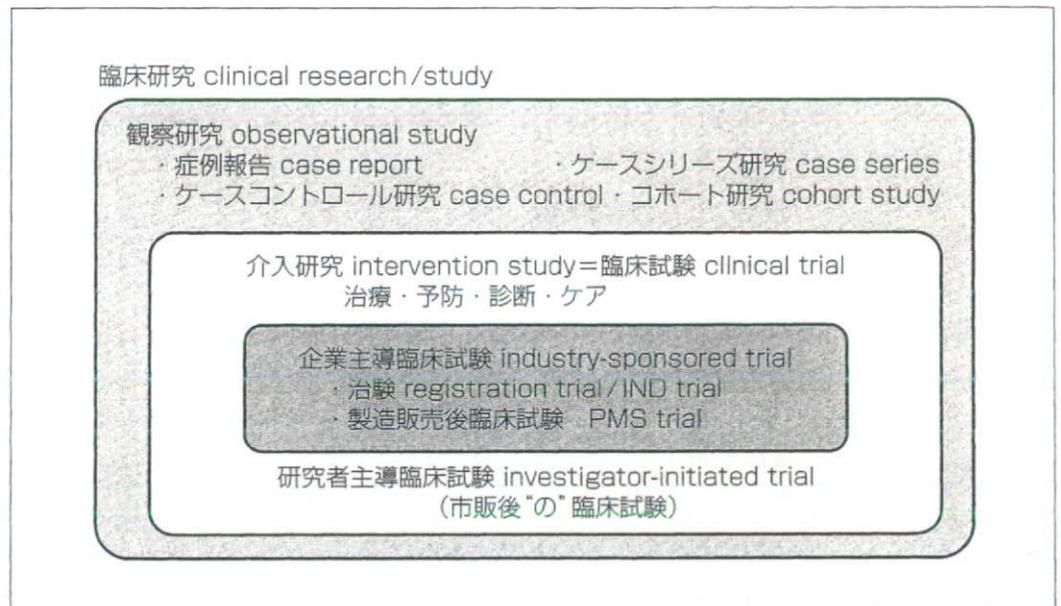 臨床研究 clinical research/study
観察研究 observational study
・症例報告 case report ・ケースシリーズ研究 case series
・ケースコントロール研究 case control・コホート研究 cohort study
介入研究 intervention study=臨床試験 clinical trial
治療・予防・診断・ケア
企業主導臨床試験 industry-sponsored trial
・治験 registration trial/IND trial
・製造販売後臨床試験 PMS trial
研究者主導臨床試験 investigator-initiated trial
(市販後"の"臨床試験)